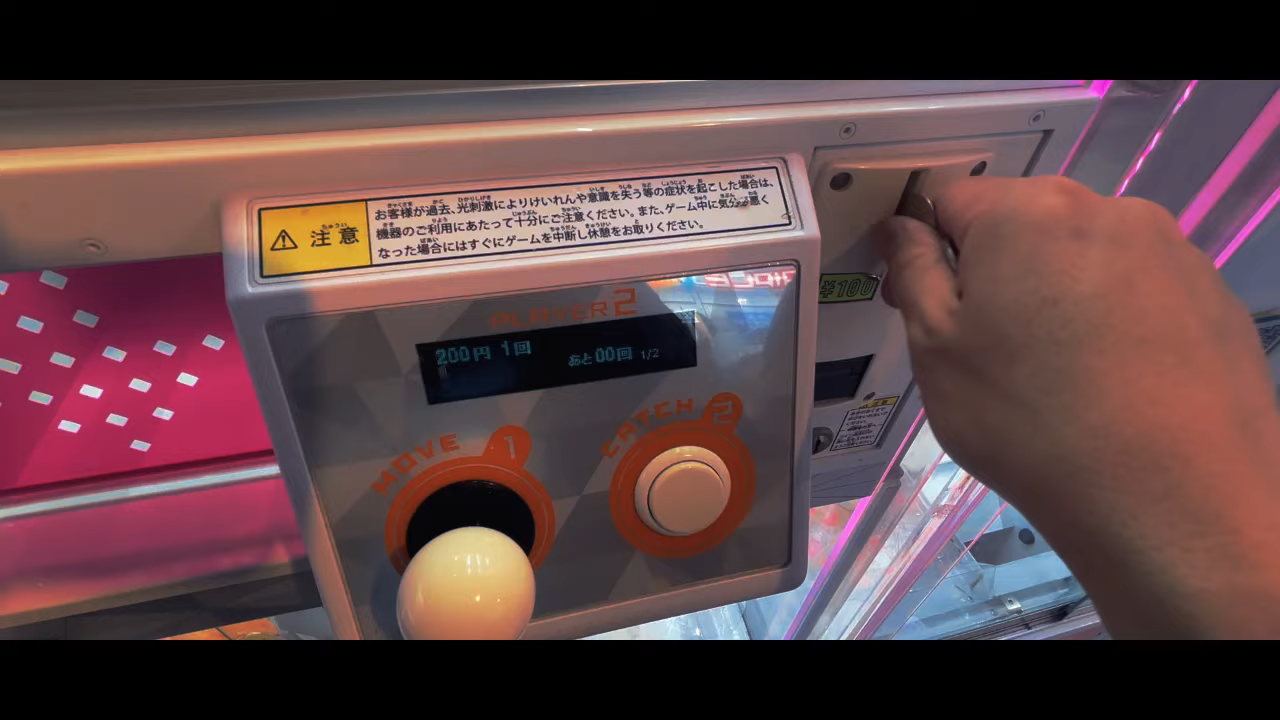 ⚠ 注意
お客様が過去、光刺激によりけいれんや意識を失う等の症状を起こした場合は、
機器のご利用にあたって十分にご注意ください。また、ゲーム中に気分が悪く
なった場合にはすぐにゲームを中断し休憩をお取りください。
PLAYER 2
200円 1回 あと00回 1/2
¥100
MOVE 1
CATCH 2